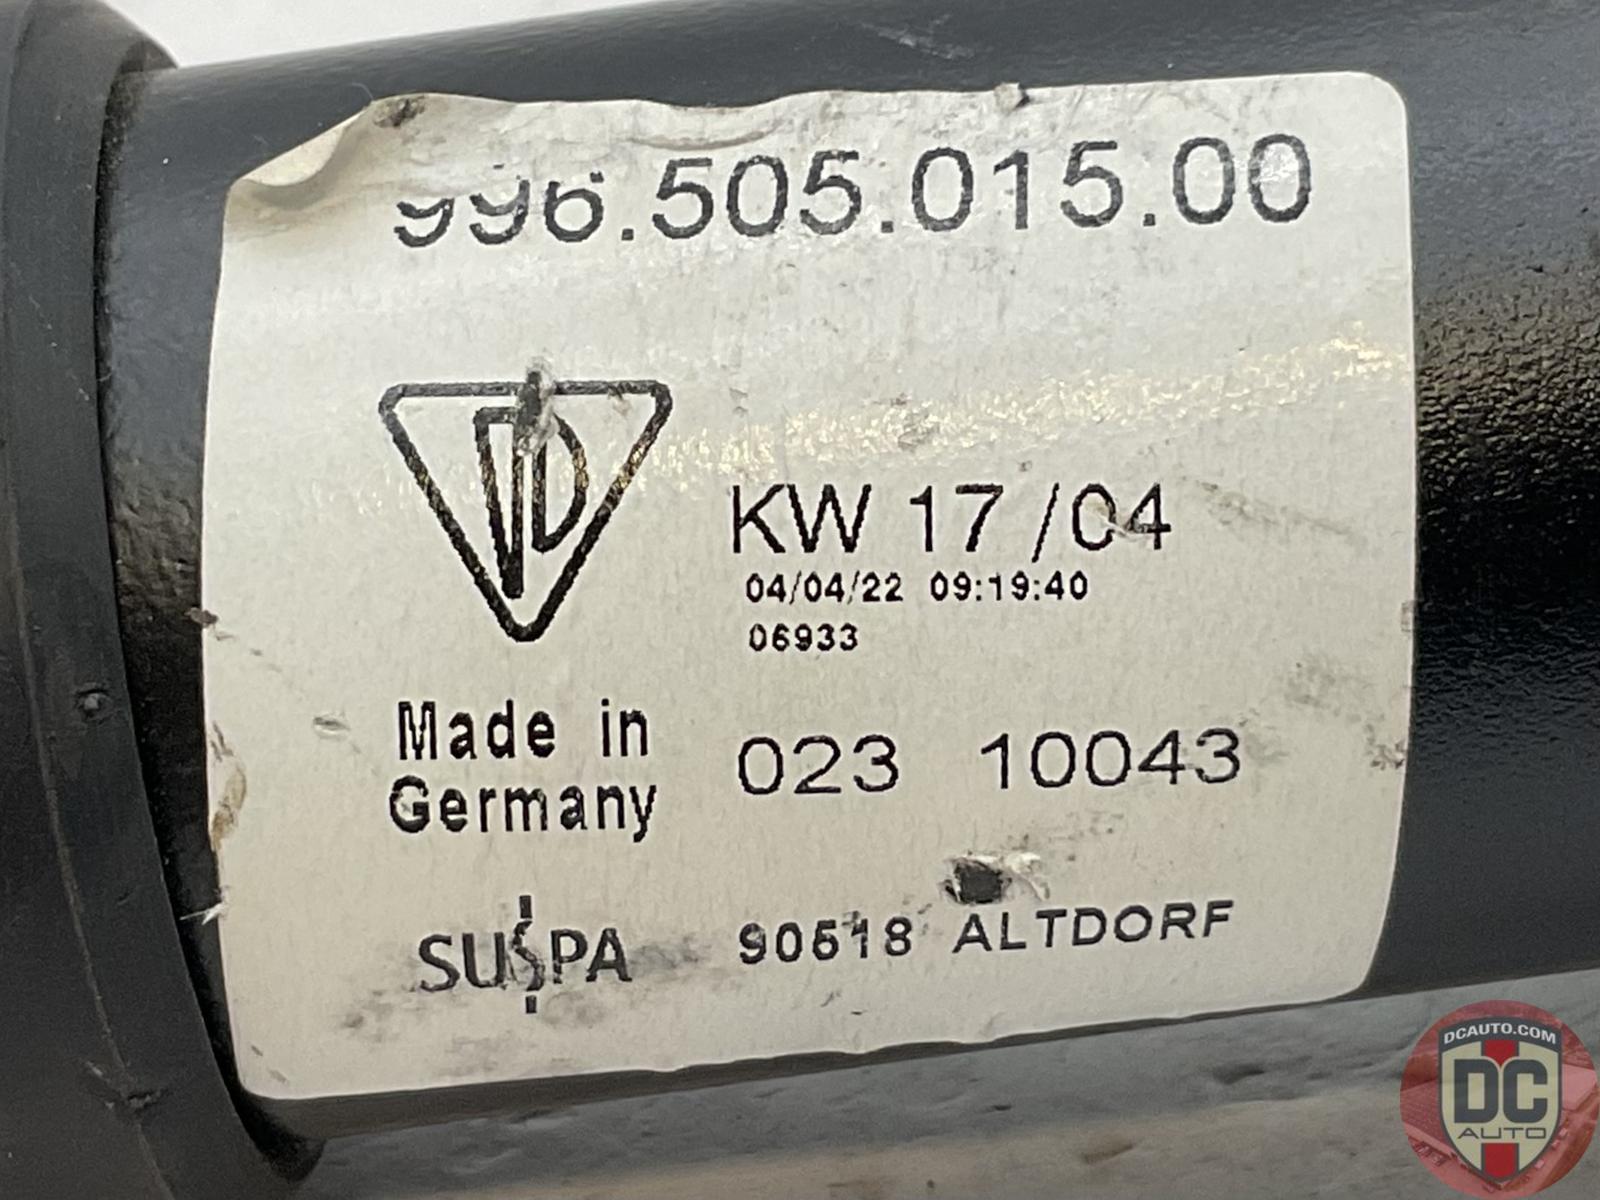 996.505.015.00
KW 17 /04
04/04/22 09:19:40
06933
Made in
Germany
023 10043
SUSPA
90518 ALTDORF
DCAUTO.COM
DC
AUTO